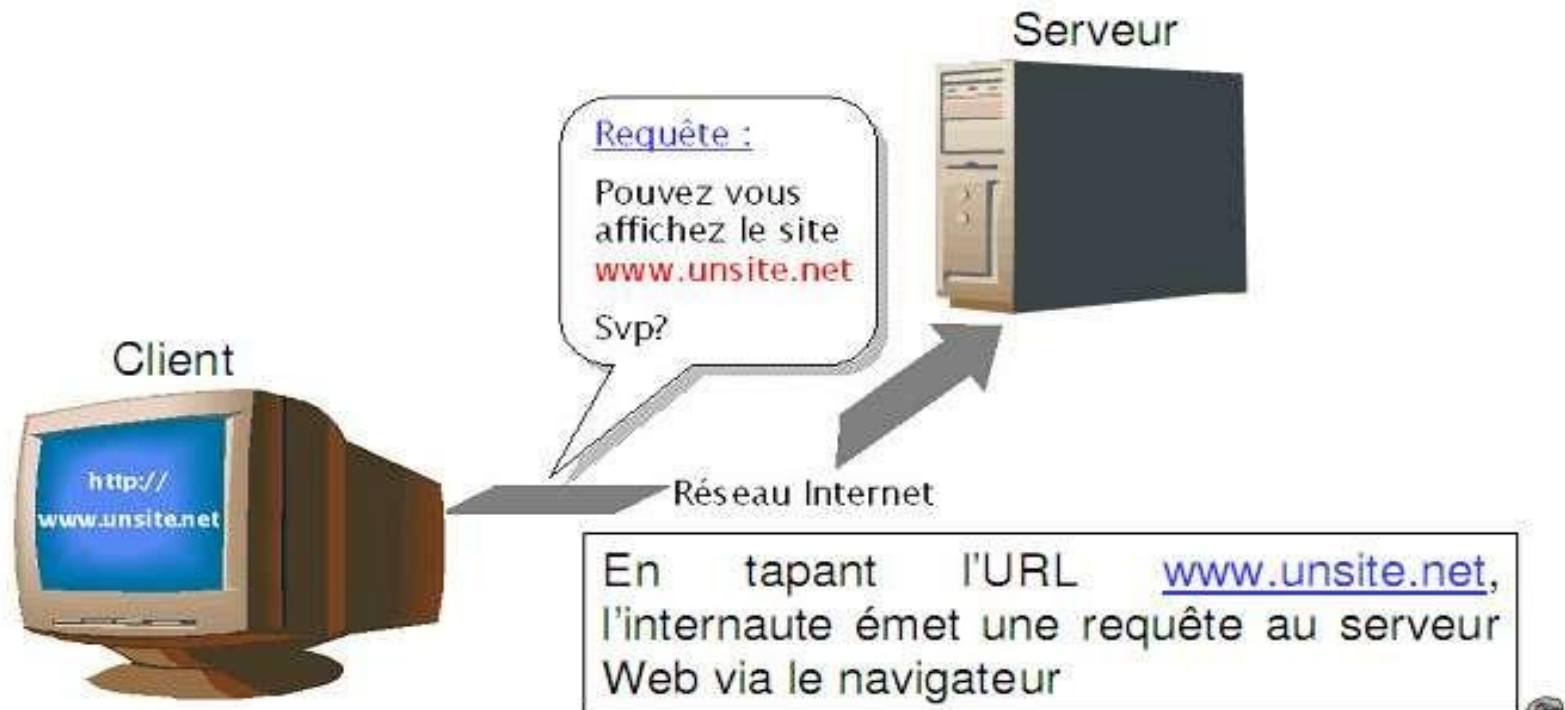 Serveur
Requête :
Pouvez vous
affichez le site
www.unsite.net
Svp?
Client
http://
www.unsite.net
Réseau Internet
En tapant l'URL www.unsite.net,
l'internaute émet une requête au serveur
Web via le navigateur